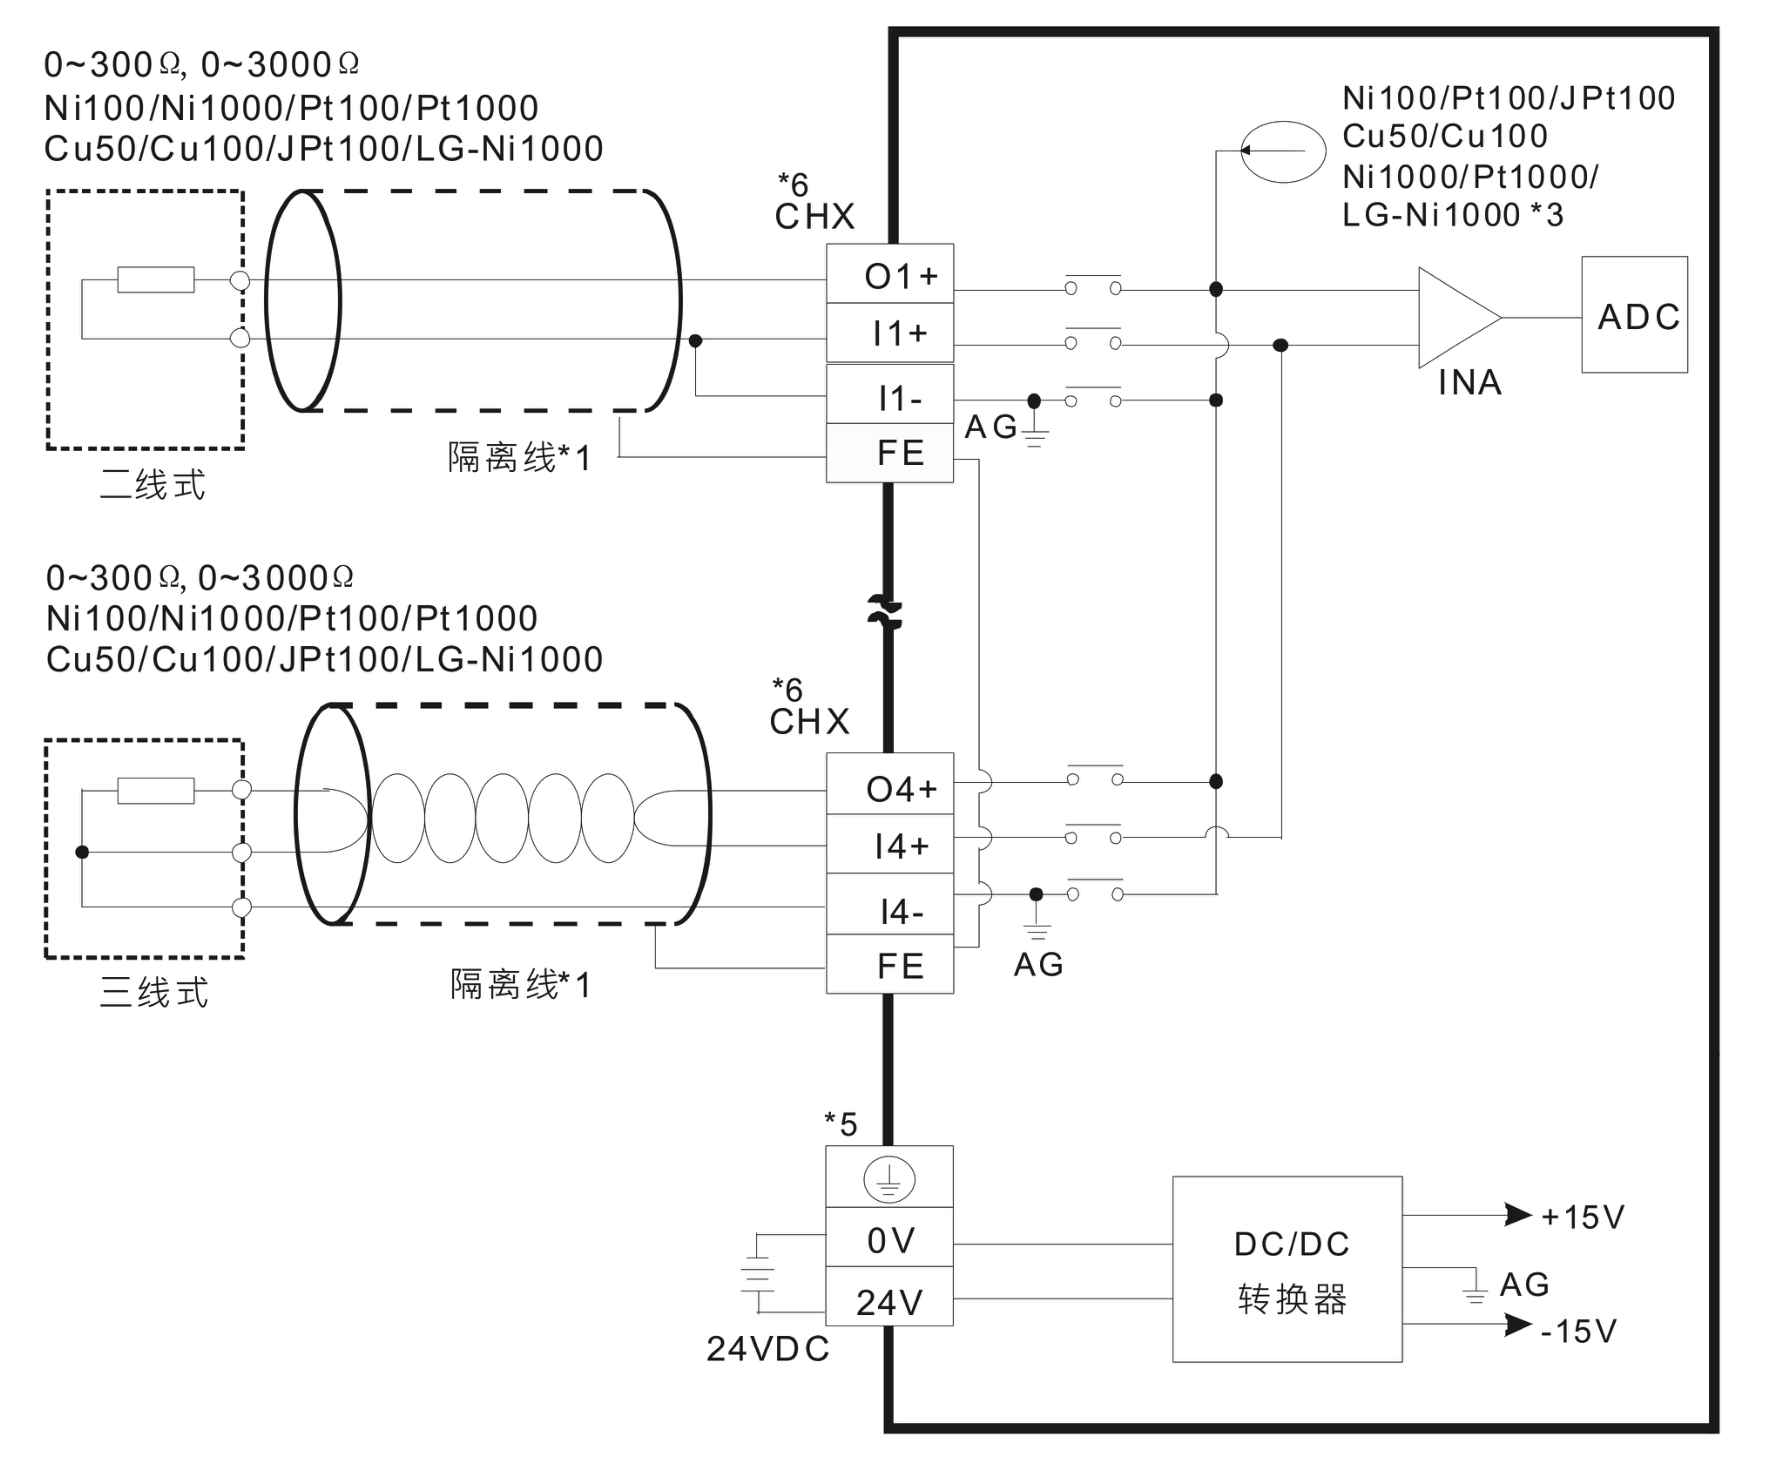 0~300Ω, 0~3000Ω
Ni100/Ni1000/Pt100/Pt1000
Cu50/Cu100/JPt100/LG-Ni1000
二线式
隔离线*1
*6
CHX
O1+
I1+
I1-
FE
AG
Ni100/Pt100/JPt100
Cu50/Cu100
Ni1000/Pt1000/
LG-Ni1000 *3
INA
ADC
0~300Ω, 0~3000Ω
Ni100/Ni1000/Pt100/Pt1000
Cu50/Cu100/JPt100/LG-Ni1000
三线式
隔离线*1
*6
CHX
O4+
I4+
I4-
FE
AG
*5
0V
24V
24VDC
DC/DC
转换器
+15V
AG
-15V